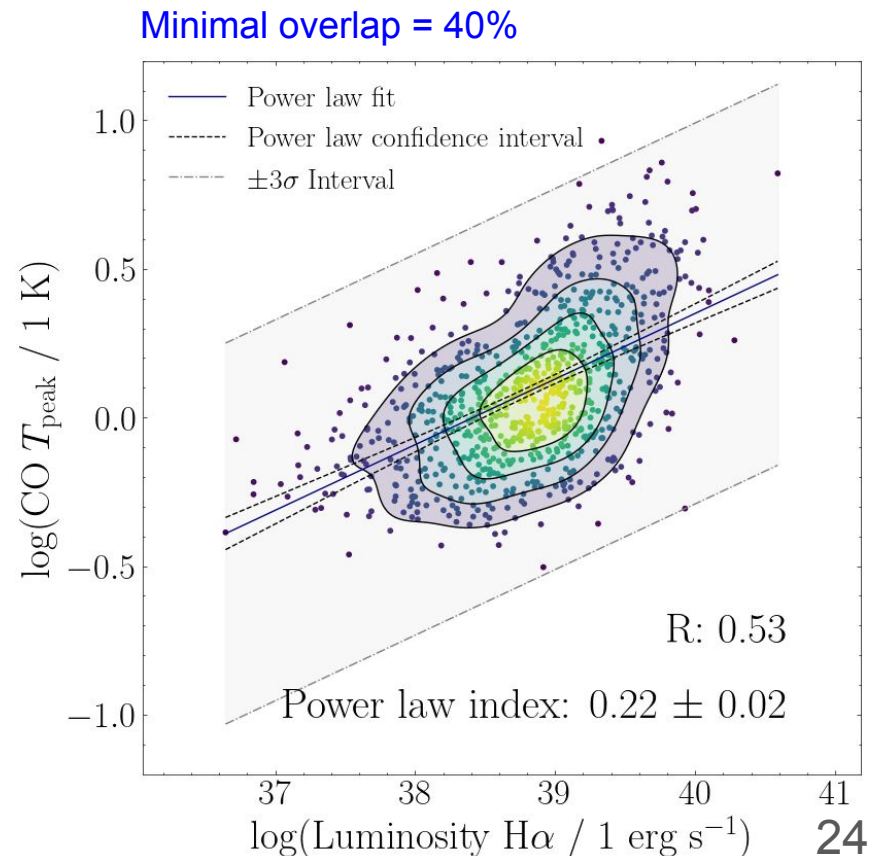 Minimal overlap = 40%
Power law fit
Power law confidence interval
±3σ Interval
1.0
0.5
0.0
−0.5
−1.0
log(CO T_peak / 1 K)
R: 0.53
Power law index: 0.22 ± 0.02
37 38 39 40 41
log(Luminosity Hα / 1 erg s⁻¹)
24